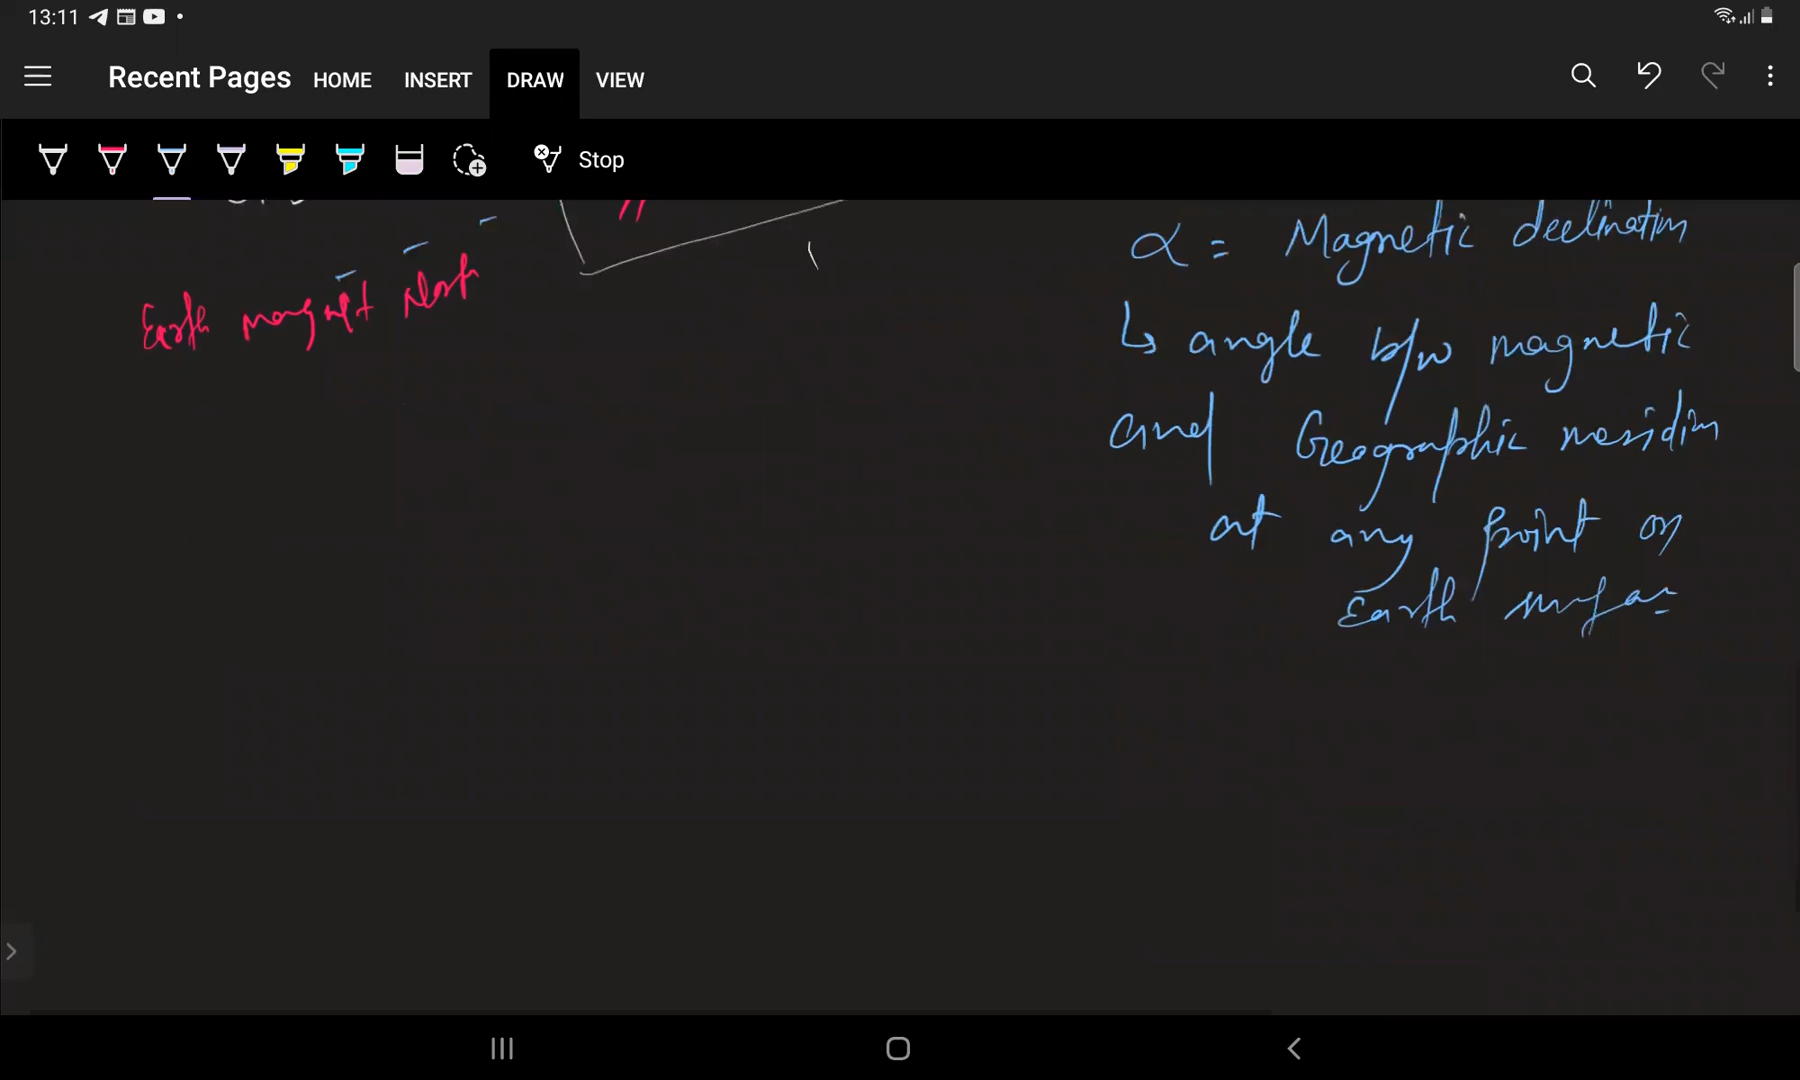 13:11
Recent Pages HOME INSERT DRAW VIEW
Stop
α = Magnetic declination
Earth magnet North
↳ angle b/w magnetic
and Geographic meridian
at any point on
Earth surface